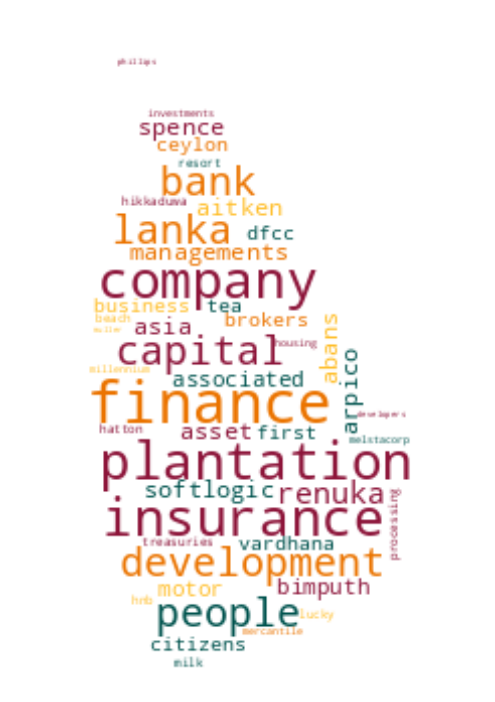 phillips
investments
spence
ceylon
resort
bank
hikkaduwa aitken
lanka dfcc
managements
company
business tea
beach brokers
asia abans
muller
capital housing
millennium associated arpico
finance
developers
hatton asset first
melstacorp
plantation
softlogic renuka
insurance processing
treasuries vardhana
development
motor bimputh
hnb people lucky
mercantile
citizens
milk